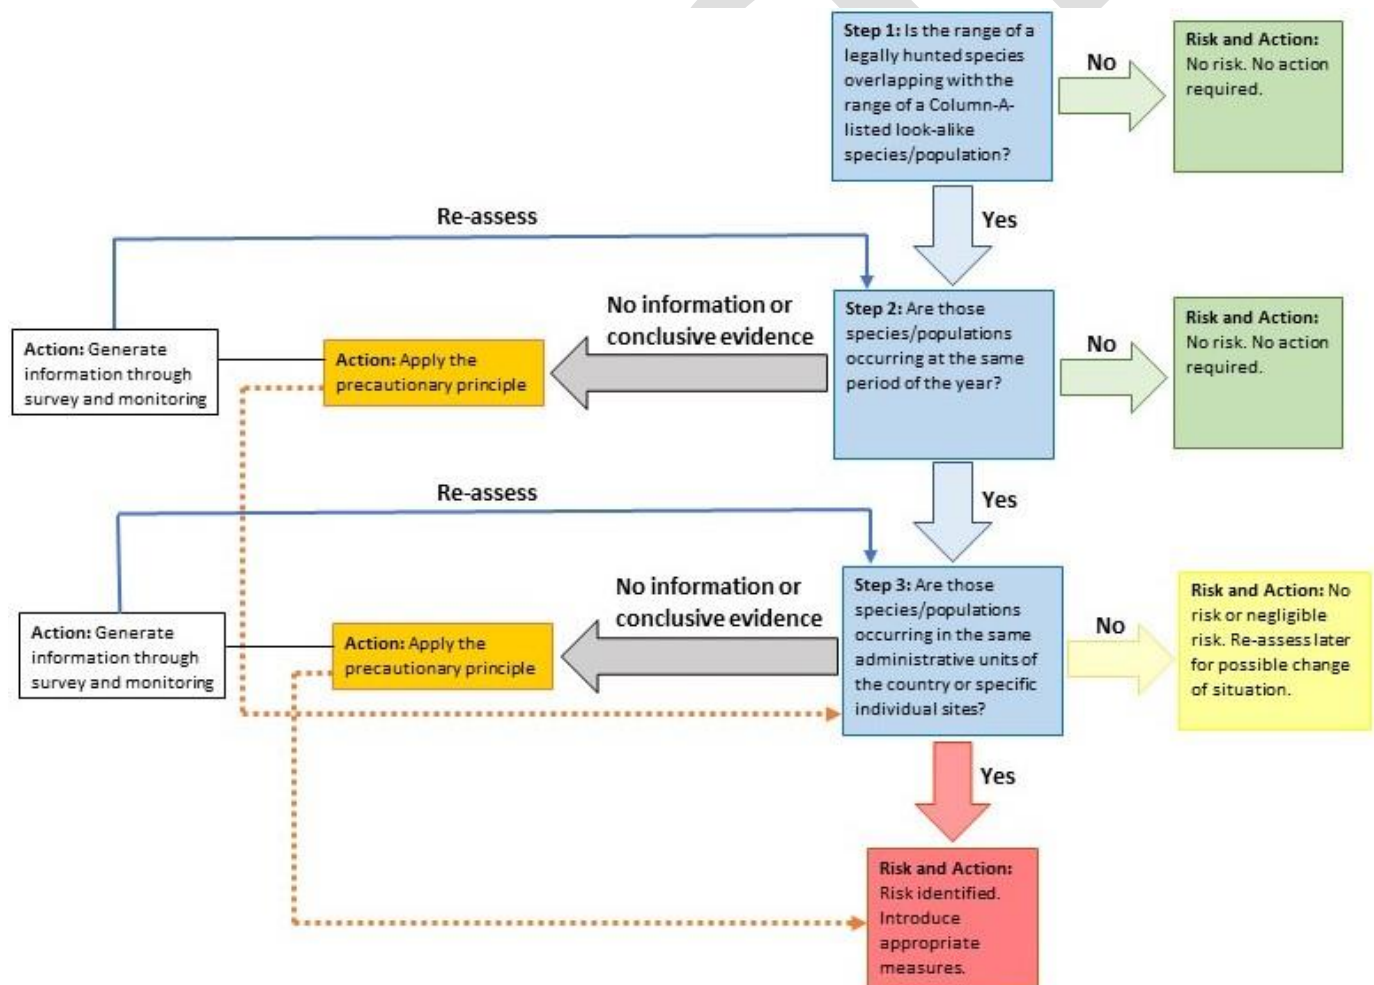 Step 1: Is the range of a
legally hunted species
overlapping with the
range of a Column-A-
listed look-alike
species/population?
No
Risk and Action:
No risk. No action
required.
Yes
Re-assess
Step 2: Are those
species/populations
occurring at the same
period of the year?
No
Risk and Action:
No risk. No action
required.
No information or
conclusive evidence
Action: Apply the
precautionary principle
Action: Generate
information through
survey and monitoring
Yes
Re-assess
Step 3: Are those
species/populations
occurring in the same
administrative units of
the country or specific
individual sites?
No
Risk and Action: No
risk or negligible
risk. Re-assess later
for possible change
of situation.
No information or
conclusive evidence
Action: Apply the
precautionary principle
Action: Generate
information through
survey and monitoring
Yes
Risk and Action:
Risk identified.
Introduce
appropriate
measures.